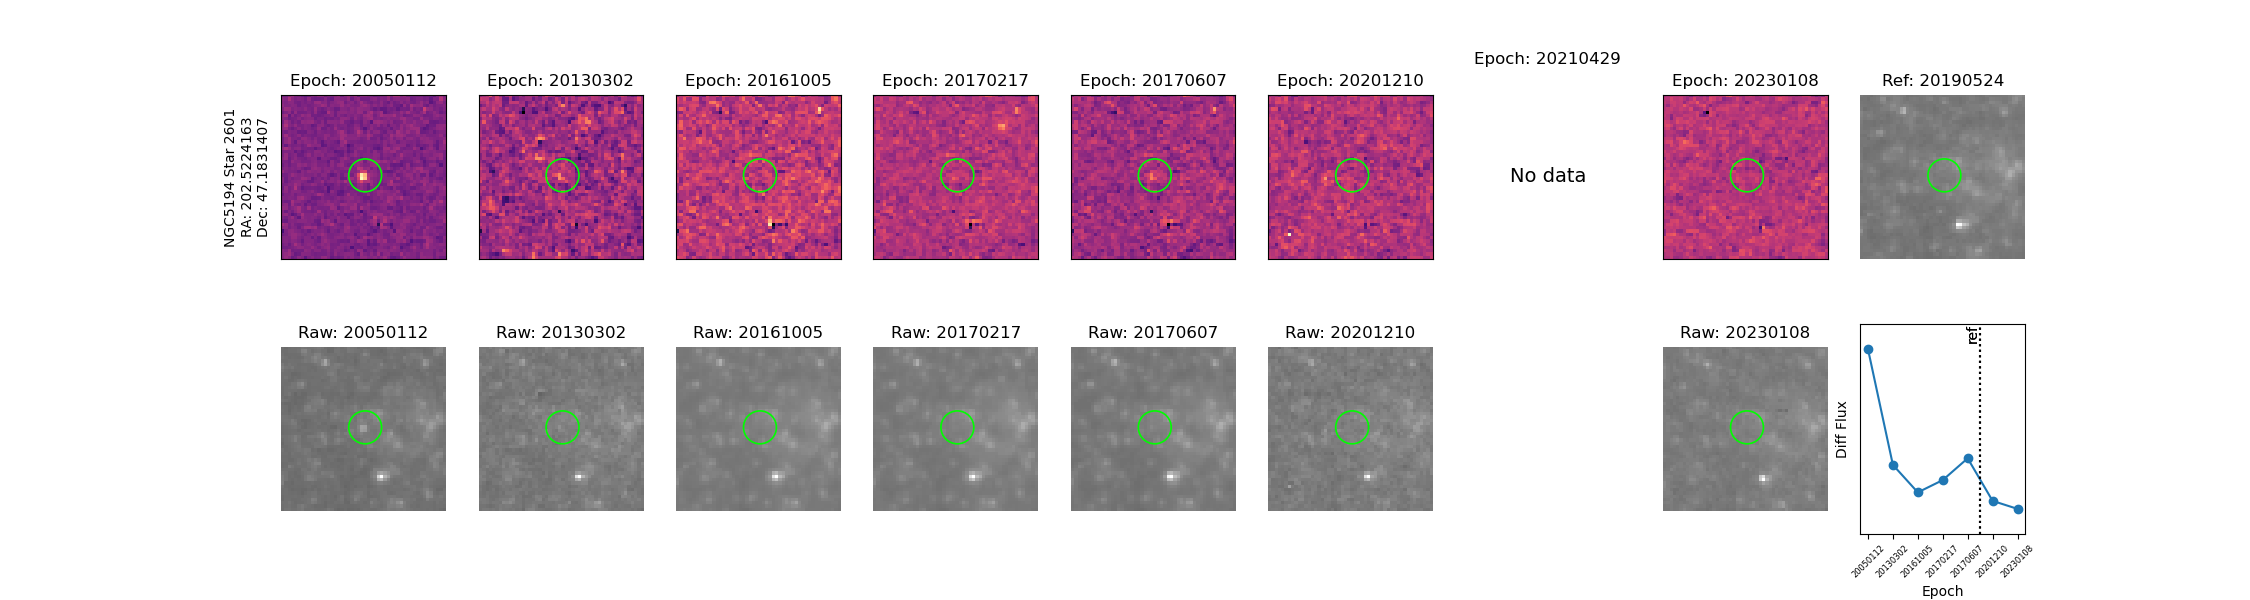 NGC5194 Star 2601
RA: 202.5224163
Dec: 47.1831407
Epoch: 20050112
Epoch: 20130302
Epoch: 20161005
Epoch: 20170217
Epoch: 20170607
Epoch: 20201210
Epoch: 20210429
No data
Epoch: 20230108
Ref: 20190524
Raw: 20050112
Raw: 20130302
Raw: 20161005
Raw: 20170217
Raw: 20170607
Raw: 20201210
Raw: 20230108
ref
Diff Flux
20050112
20130302
20161005
20170217
20170607
20201210
20230108
Epoch